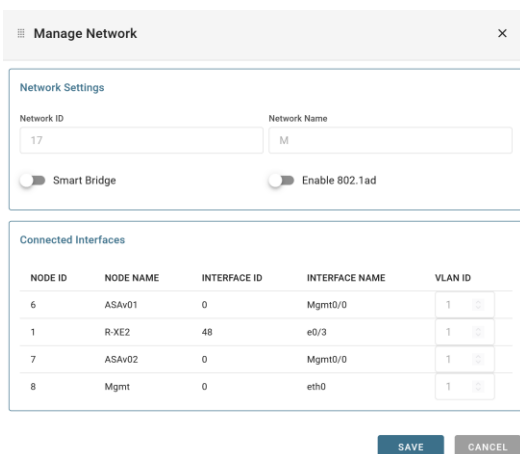 Manage Network
Network Settings
Network ID Network Name
17 M
Smart Bridge Enable 802.1ad
Connected Interfaces
NODE ID NODE NAME INTERFACE ID INTERFACE NAME VLAN ID
6 ASAv01 0 Mgmt0/0 1
1 R-XE2 48 e0/3 1
7 ASAv02 0 Mgmt0/0 1
8 Mgmt 0 eth0 1
SAVE CANCEL